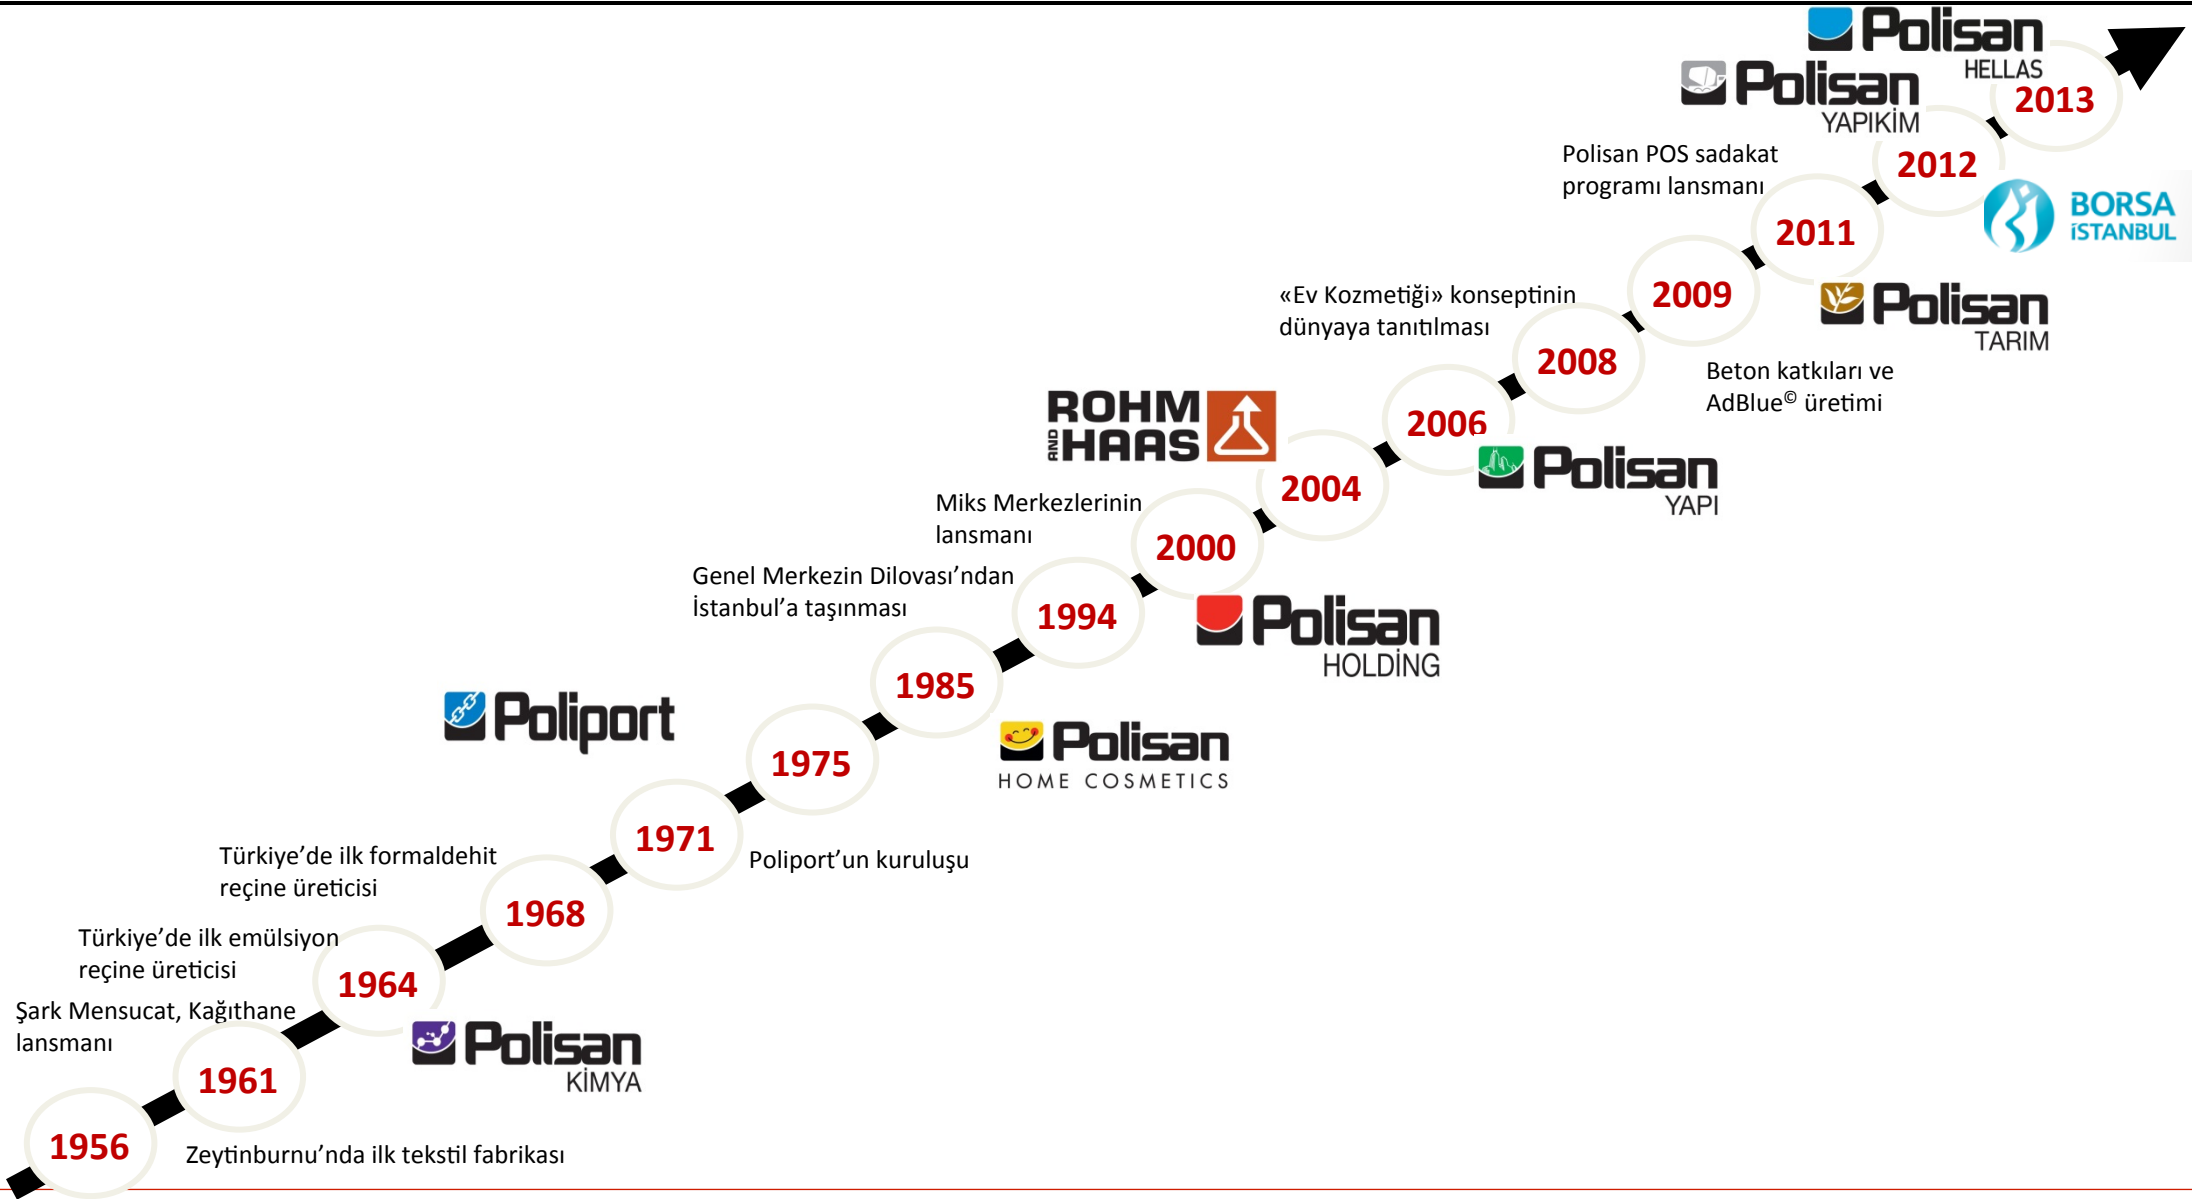 Polisan
HELLAS
2013
Polisan
YAPIKİM
2012
BORSA
İSTANBUL
Polisan POS sadakat
programı lansmanı
2011
Polisan
TARIM
2009
Beton katkıları ve
AdBlue© üretimi
«Ev Kozmetiği» konseptinin
dünyaya tanıtılması
2008
2006
Polisan
YAPI
ROHM
AND HAAS
2004
Miks Merkezlerinin
lansmanı
2000
Polisan
HOLDİNG
Genel Merkezin Dilovası’ndan
İstanbul’a taşınması
1994
1985
Polisan
HOME COSMETICS
Poliport
1975
1971
Poliport’un kuruluşu
Türkiye’de ilk formaldehit
reçine üreticisi
1968
Türkiye’de ilk emülsiyon
reçine üreticisi
1964
Polisan
KİMYA
Şark Mensucat, Kağıthane
lansmanı
1961
1956
Zeytinburnu’nda ilk tekstil fabrikası